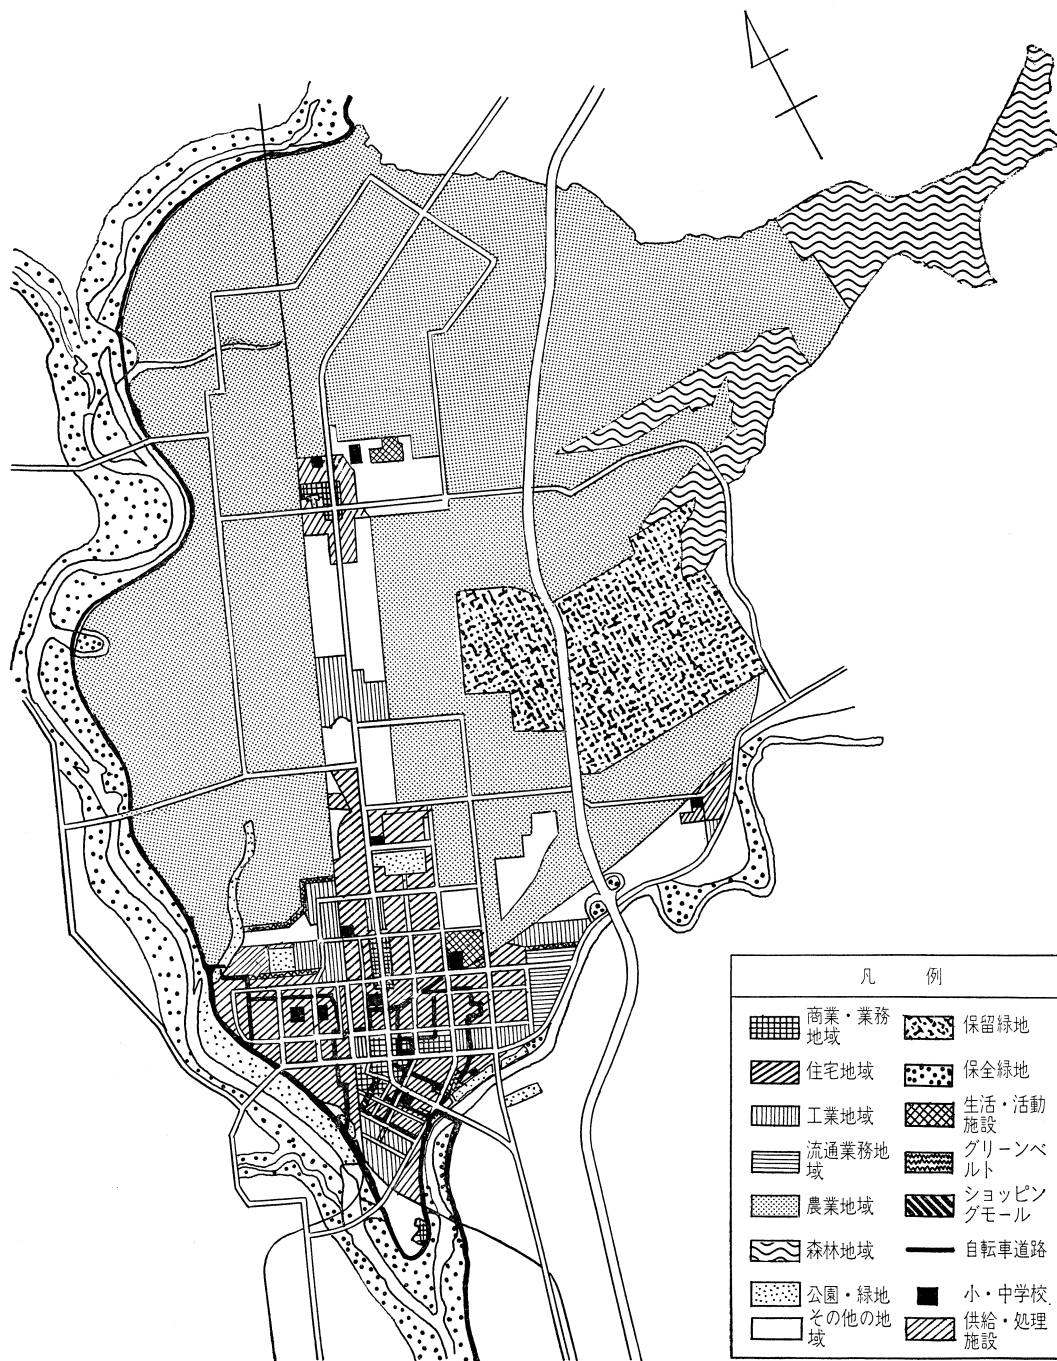 凡 例
商業・業務
地域
住宅地域
工業地域
流通業務地
域
農業地域
森林地域
公園・緑地
その他の地
域
保留緑地
保全緑地
生活・活動
施設
グリーンベ
ルト
ショッピン
グモール
自転車道路
小・中学校
供給・処理
施設